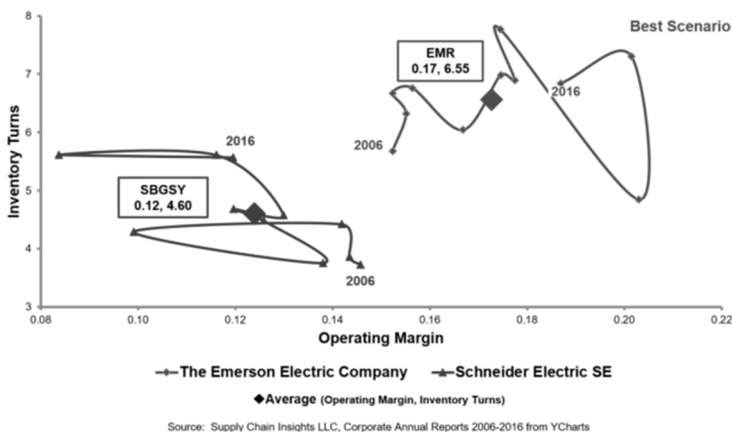 8
Best Scenario
EMR
0.17, 6.55
7
2016
6
2006
2016
Inventory Turns
5
SBGSY
0.12, 4.60
4
2006
3
0.08 0.10 0.12 0.14 0.16 0.18 0.20 0.22
Operating Margin
The Emerson Electric Company Schneider Electric SE
Average (Operating Margin, Inventory Turns)
Source: Supply Chain Insights LLC, Corporate Annual Reports 2006-2016 from YCharts